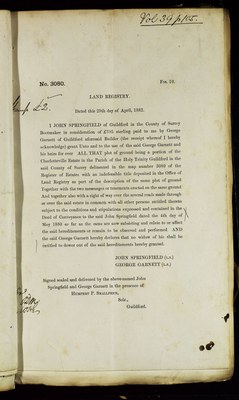 Vol 39 p 105.
No. 3080.
Fol. 93.
LAND REGISTRY.
Dated this 29th day of April, 1882.
I JOHN SPRINGFIELD of Guildford in the County of Surrey
in consideration of £775 sterling paid to me by George
Garnett of Guildford aforesaid Builder (the receipt whereof I hereby
acknowledge) grant Unto and to the use of the said George Garnett and
his heirs for ever ALL THAT plot of ground being a portion of the
Charlotteville Estate in the Parish of the Holy Trinity Guildford in the
said County of Surrey delineated in the map number 3080 of the
Register of Estates with an indefeasible title deposited in the Office of
Land Registry as part of the description of the same plot of ground
Together with the two messuages or tenements erected on the same ground
And together also with a right of way over the several roads made through
or over the said estate in common with all other persons entitled thereto
subject to the conditions and stipulations expressed and contained in the
Deed of Conveyance to the said John Springfield dated the 4th day of
May 1866 so far as the same are now subsisting and relate to or affect
the said hereditaments or remain to be observed and performed AND
the said George Garnett hereby declares that no widow of his shall be
entitled to dower out of the said hereditaments hereby granted.
JOHN SPRINGFIELD (L.S.)
GEORGE GARNETT (L.S.)
Signed sealed and delivered by the abovenamed John
Springfield and George Garnett in the presence of
Solr.,
Guildford.